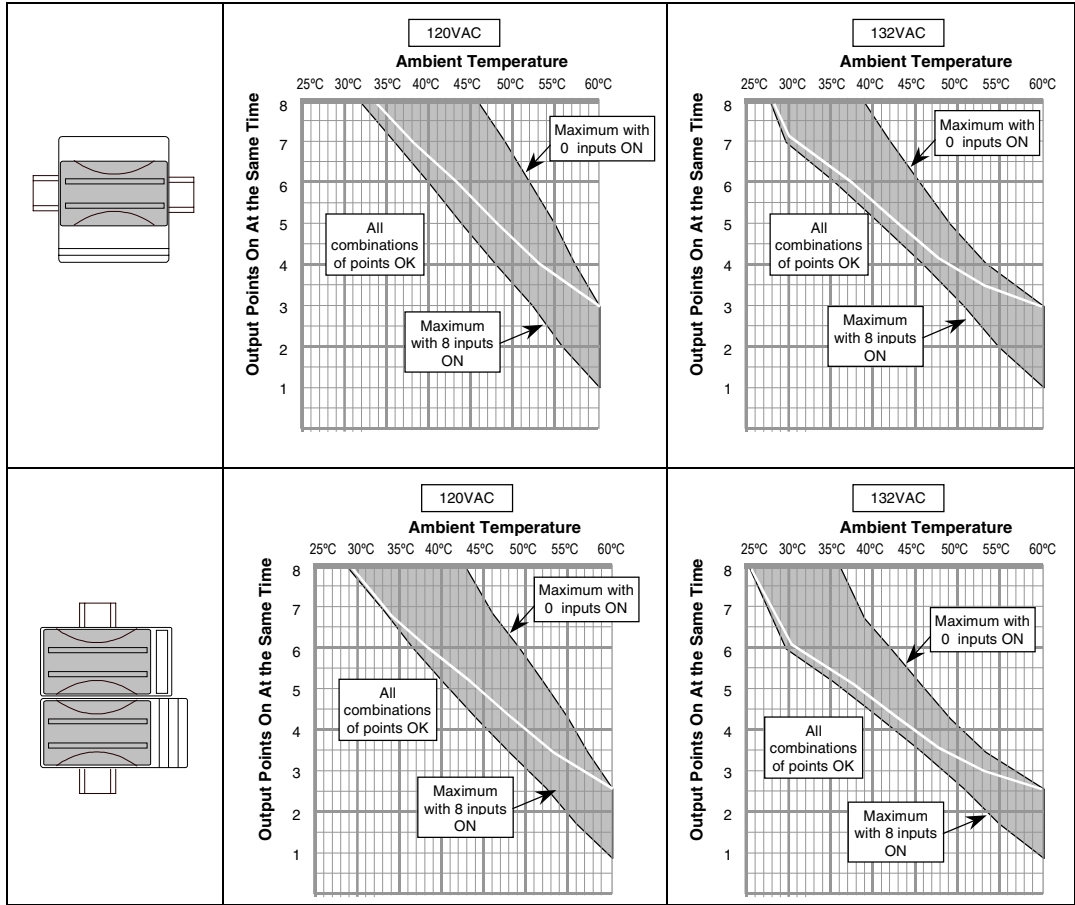 120VAC
Ambient Temperature
25ºC 30ºC 35ºC 40ºC 45ºC 50ºC 55ºC 60ºC
Output Points On At the Same Time
8
7
6
5
4
3
2
1
Maximum with
0 inputs ON
All
combinations
of points OK
Maximum
with 8 inputs
ON
132VAC
Ambient Temperature
25ºC 30ºC 35ºC 40ºC 45ºC 50ºC 55ºC 60ºC
Output Points On At the Same Time
8
7
6
5
4
3
2
1
Maximum with
0 inputs ON
All
combinations
of points OK
Maximum
with 8 inputs
ON
120VAC
Ambient Temperature
25ºC 30ºC 35ºC 40ºC 45ºC 50ºC 55ºC 60ºC
Output Points On At the Same Time
8
7
6
5
4
3
2
1
Maximum with
0 inputs ON
All
combinations
of points OK
Maximum
with 8 inputs
ON
132VAC
Ambient Temperature
25ºC 30ºC 35ºC 40ºC 45ºC 50ºC 55ºC 60ºC
Output Points On At the Same Time
8
7
6
5
4
3
2
1
Maximum with
0 inputs ON
All
combinations
of points OK
Maximum
with 8 inputs
ON